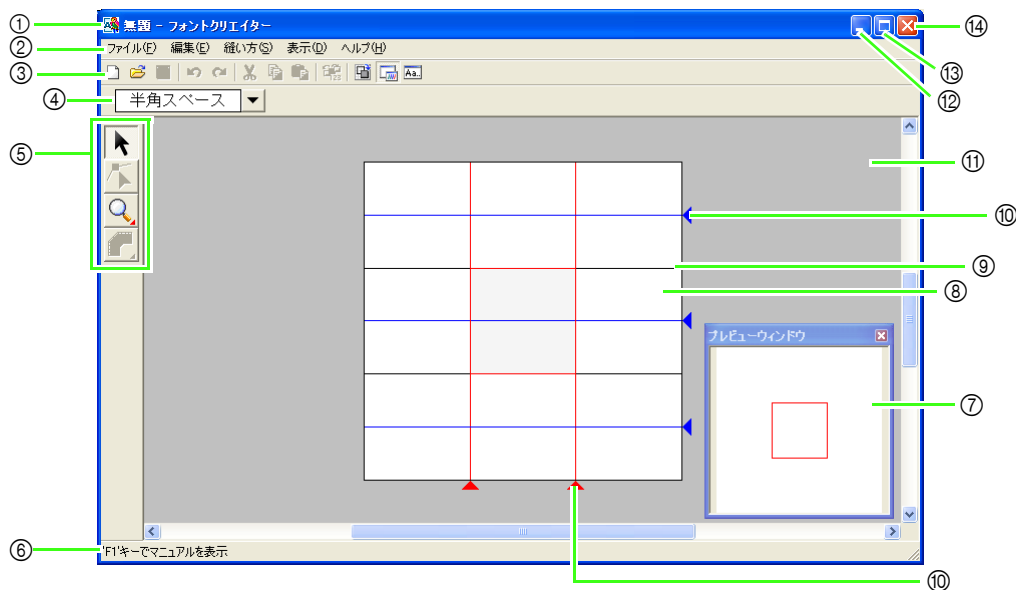 ① 無題 - フォントクリエイター ⑭
② ファイル(F) 編集(E) 縫い方(S) 表示(D) ヘルプ(H)
③ Aa..
⑬
⑫
④ 半角スペース
⑤
⑪
⑩
⑨
⑧
プレビューウィンドウ
⑦
⑥ 'F1'キーでマニュアルを表示
⑩